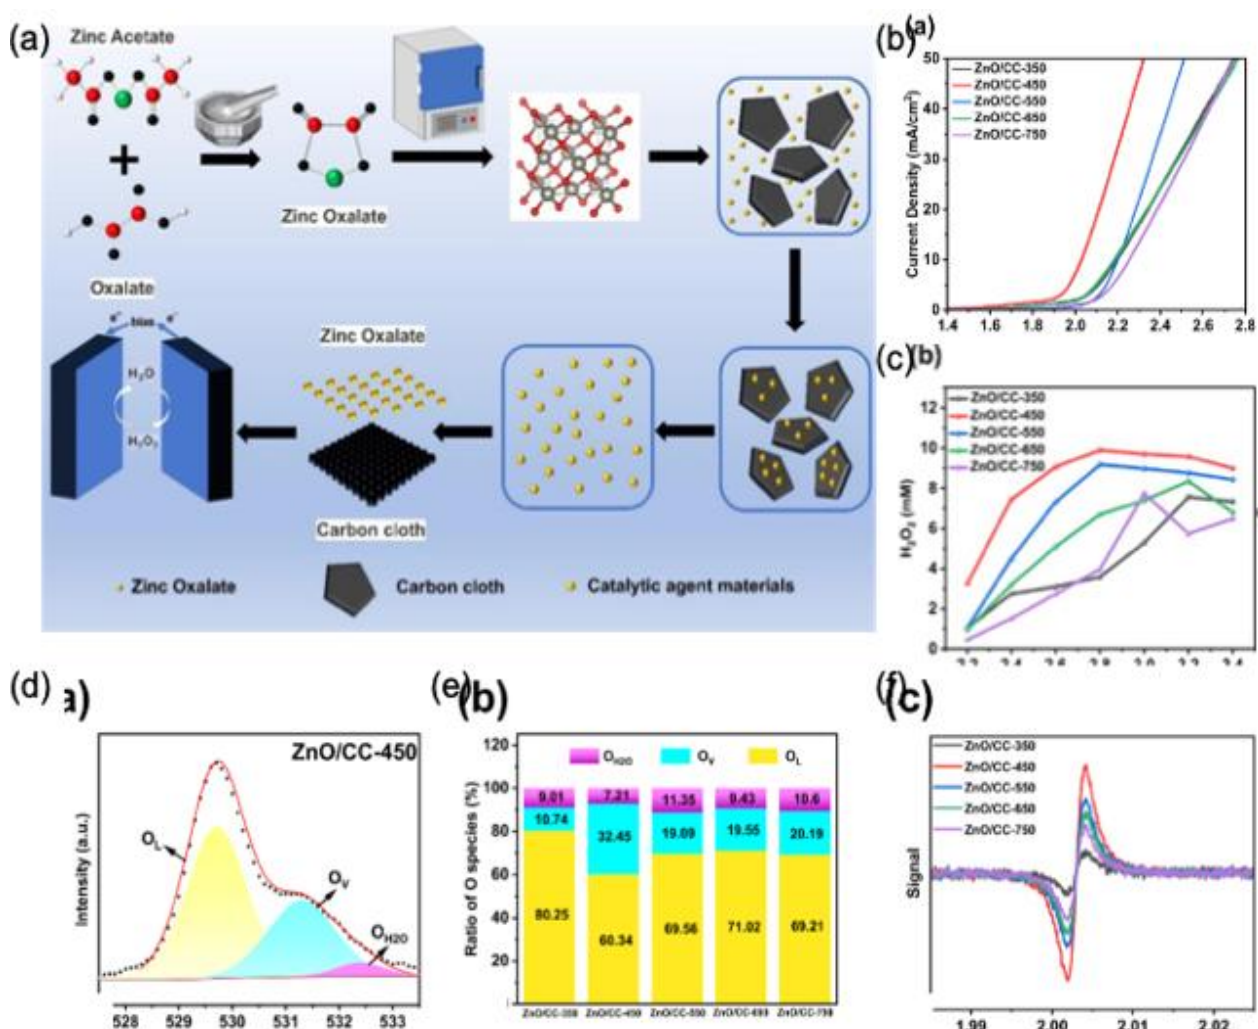 (a)
Zinc Acetate
+
Oxalate
Zinc Oxalate
e⁻ bias e⁻
H₂O
H₂O₂
Zinc Oxalate
Carbon cloth
Zinc Oxalate
Carbon cloth
Catalytic agent materials
(b)
(a)
Current Density (mA/cm²)
50
40
30
20
10
0
ZnO/CC-350
ZnO/CC-450
ZnO/CC-550
ZnO/CC-650
ZnO/CC-750
1.4 1.6 1.8 2.0 2.2 2.4 2.6 2.8
(c)
(b)
H₂O₂ (mM)
12
10
8
6
4
2
0
ZnO/CC-350
ZnO/CC-450
ZnO/CC-550
ZnO/CC-650
ZnO/CC-750
(d)
a)
ZnO/CC-450
Intensity (a.u.)
O_L
O_V
O_H2O
528 529 530 531 532 533
(e)
(b)
Ratio of O species (%)
120
100
80
60
40
20
0
O_H2O O_V O_L
9.01 7.21 11.35 9.43 10.6
10.74 32.45 19.09 19.55 20.19
80.25 60.34 69.56 71.02 69.21
ZnO/CC-350 ZnO/CC-450 ZnO/CC-550 ZnO/CC-650 ZnO/CC-750
(f)
(c)
Signal
ZnO/CC-350
ZnO/CC-450
ZnO/CC-550
ZnO/CC-650
ZnO/CC-750
1.99 2.00 2.01 2.02